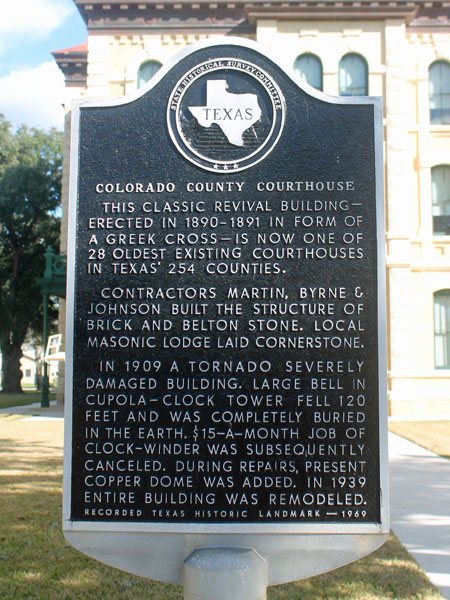 STATE HISTORICAL SURVEY COMMITTEE
TEXAS
COLORADO COUNTY COURTHOUSE
THIS CLASSIC REVIVAL BUILDING—
ERECTED IN 1890-1891 IN FORM OF
A GREEK CROSS—IS NOW ONE OF
28 OLDEST EXISTING COURTHOUSES
IN TEXAS' 254 COUNTIES.
CONTRACTORS MARTIN, BYRNE &
JOHNSON BUILT THE STRUCTURE OF
BRICK AND BELTON STONE. LOCAL
MASONIC LODGE LAID CORNERSTONE.
IN 1909 A TORNADO SEVERELY
DAMAGED BUILDING. LARGE BELL IN
CUPOLA-CLOCK TOWER FELL 120
FEET AND WAS COMPLETELY BURIED
IN THE EARTH. $15-A-MONTH JOB OF
CLOCK-WINDER WAS SUBSEQUENTLY
CANCELED. DURING REPAIRS, PRESENT
COPPER DOME WAS ADDED. IN 1939
ENTIRE BUILDING WAS REMODELED.
RECORDED TEXAS HISTORIC LANDMARK — 1969